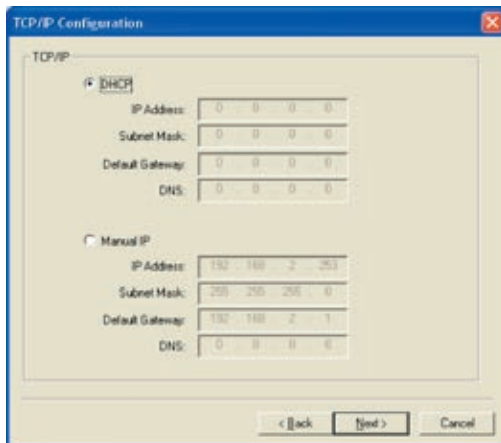 TCP/IP Configuration
TCP/IP
DHCP
IP Address: 0 . 0 . 0 . 0
Subnet Mask: 0 . 0 . 0 . 0
Default Gateway: 0 . 0 . 0 . 0
DNS: 0 . 0 . 0 . 0
Manual IP
IP Address: 192 . 168 . 2 . 253
Subnet Mask: 255 . 255 . 255 . 0
Default Gateway: 192 . 168 . 2 . 1
DNS: 0 . 0 . 0 . 0
< Back Next > Cancel